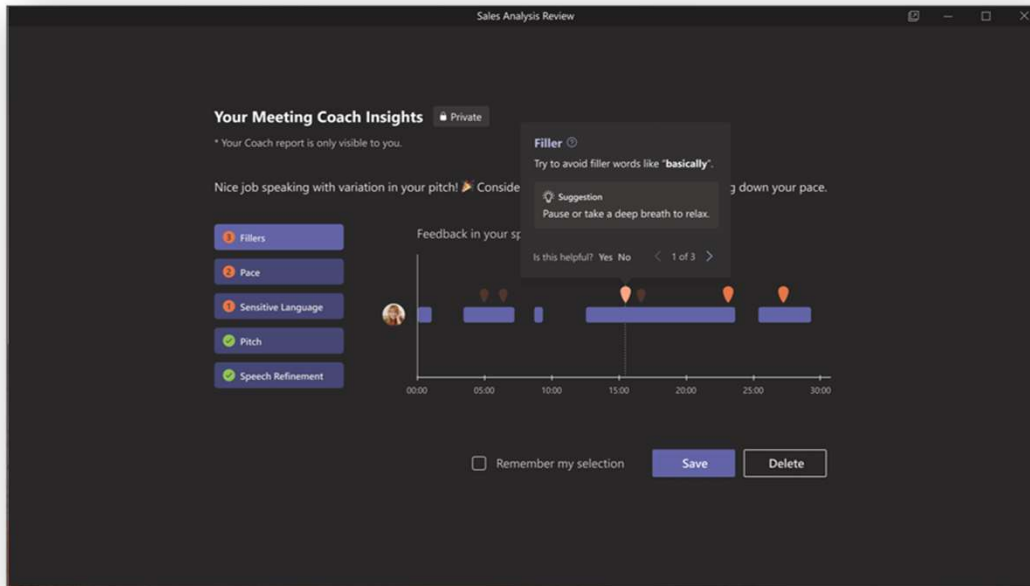 Sales Analysis Review
Your Meeting Coach Insights
Private
* Your Coach report is only visible to you.
Nice job speaking with variation in your pitch! 🎉 Conside
g down your pace.
Filler
Try to avoid filler words like "basically".
Suggestion
Pause or take a deep breath to relax.
Is this helpful? Yes No
1 of 3
3 Fillers
2 Pace
1 Sensitive Language
Pitch
Speech Refinement
Feedback in your sp
00:00 05:00 10:00 15:00 20:00 25:00 30:00
Remember my selection
Save
Delete